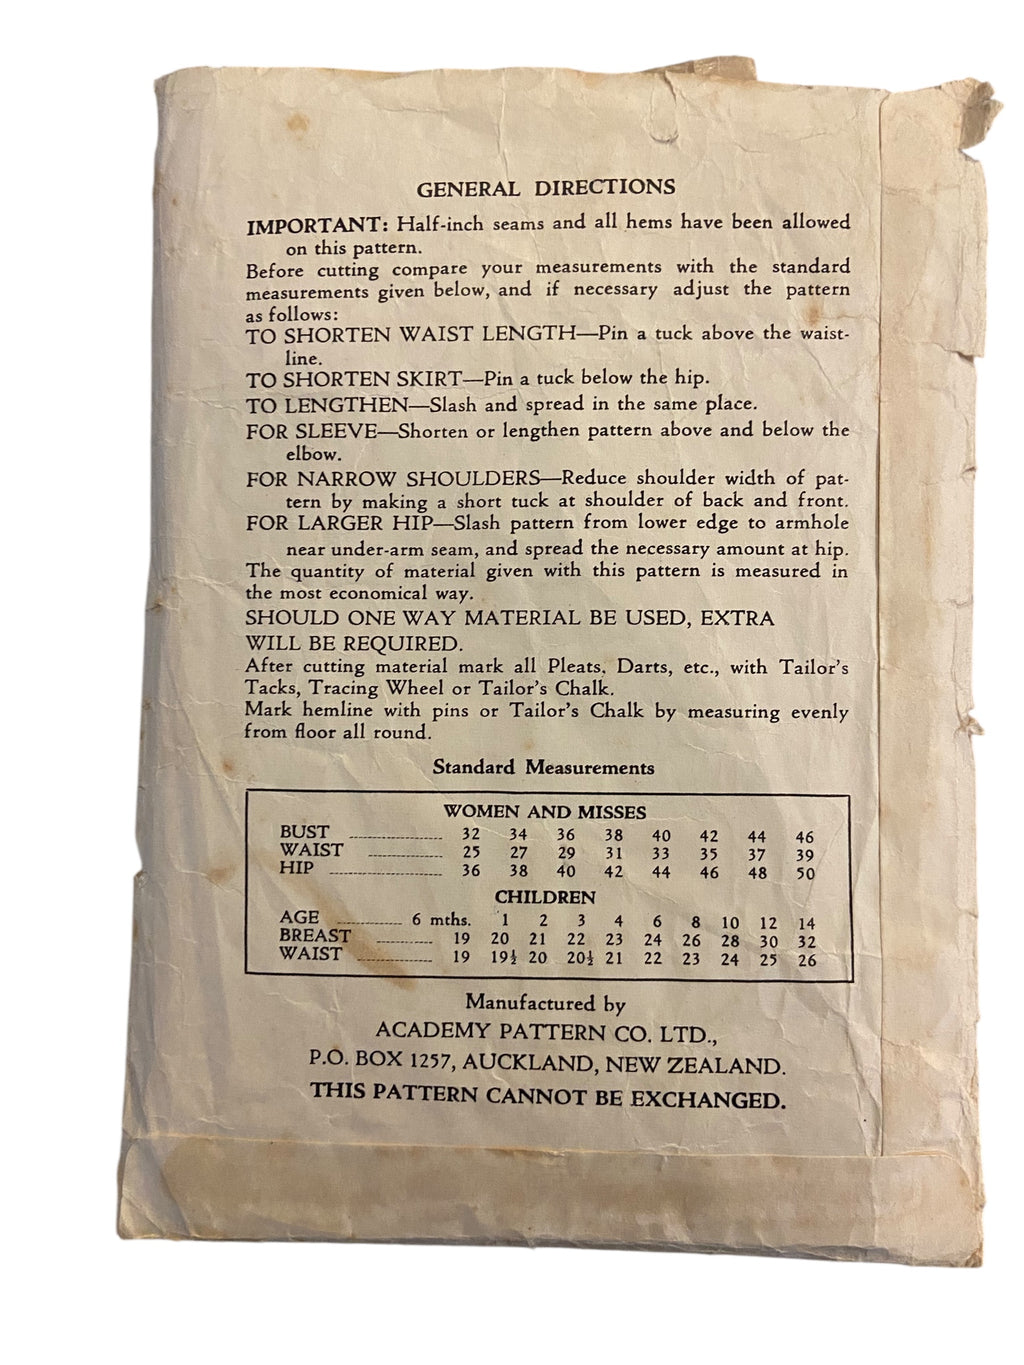 GENERAL DIRECTIONS
IMPORTANT: Half-inch seams and all hems have been allowed
on this pattern.
Before cutting compare your measurements with the standard
measurements given below, and if necessary adjust the pattern
as follows:
TO SHORTEN WAIST LENGTH—Pin a tuck above the waist-
line.
TO SHORTEN SKIRT—Pin a tuck below the hip.
TO LENGTHEN—Slash and spread in the same place.
FOR SLEEVE—Shorten or lengthen pattern above and below the
elbow.
FOR NARROW SHOULDERS—Reduce shoulder width of pat-
tern by making a short tuck at shoulder of back and front.
FOR LARGER HIP—Slash pattern from lower edge to armhole
near under-arm seam, and spread the necessary amount at hip.
The quantity of material given with this pattern is measured in
the most economical way.
SHOULD ONE WAY MATERIAL BE USED, EXTRA
WILL BE REQUIRED.
After cutting material mark all Pleats, Darts, etc., with Tailor's
Tacks, Tracing Wheel or Tailor's Chalk.
Mark hemline with pins or Tailor's Chalk by measuring evenly
from floor all round.
Standard Measurements
WOMEN AND MISSES
BUST 32 34 36 38 40 42 44 46
WAIST 25 27 29 31 33 35 37 39
HIP 36 38 40 42 44 46 48 50
CHILDREN
AGE 6 mths. 1 2 3 4 6 8 10 12 14
BREAST 19 20 21 22 23 24 26 28 30 32
WAIST 19 19½ 20 20½ 21 22 23 24 25 26
Manufactured by
ACADEMY PATTERN CO. LTD.,
P.O. BOX 1257, AUCKLAND, NEW ZEALAND.
THIS PATTERN CANNOT BE EXCHANGED.